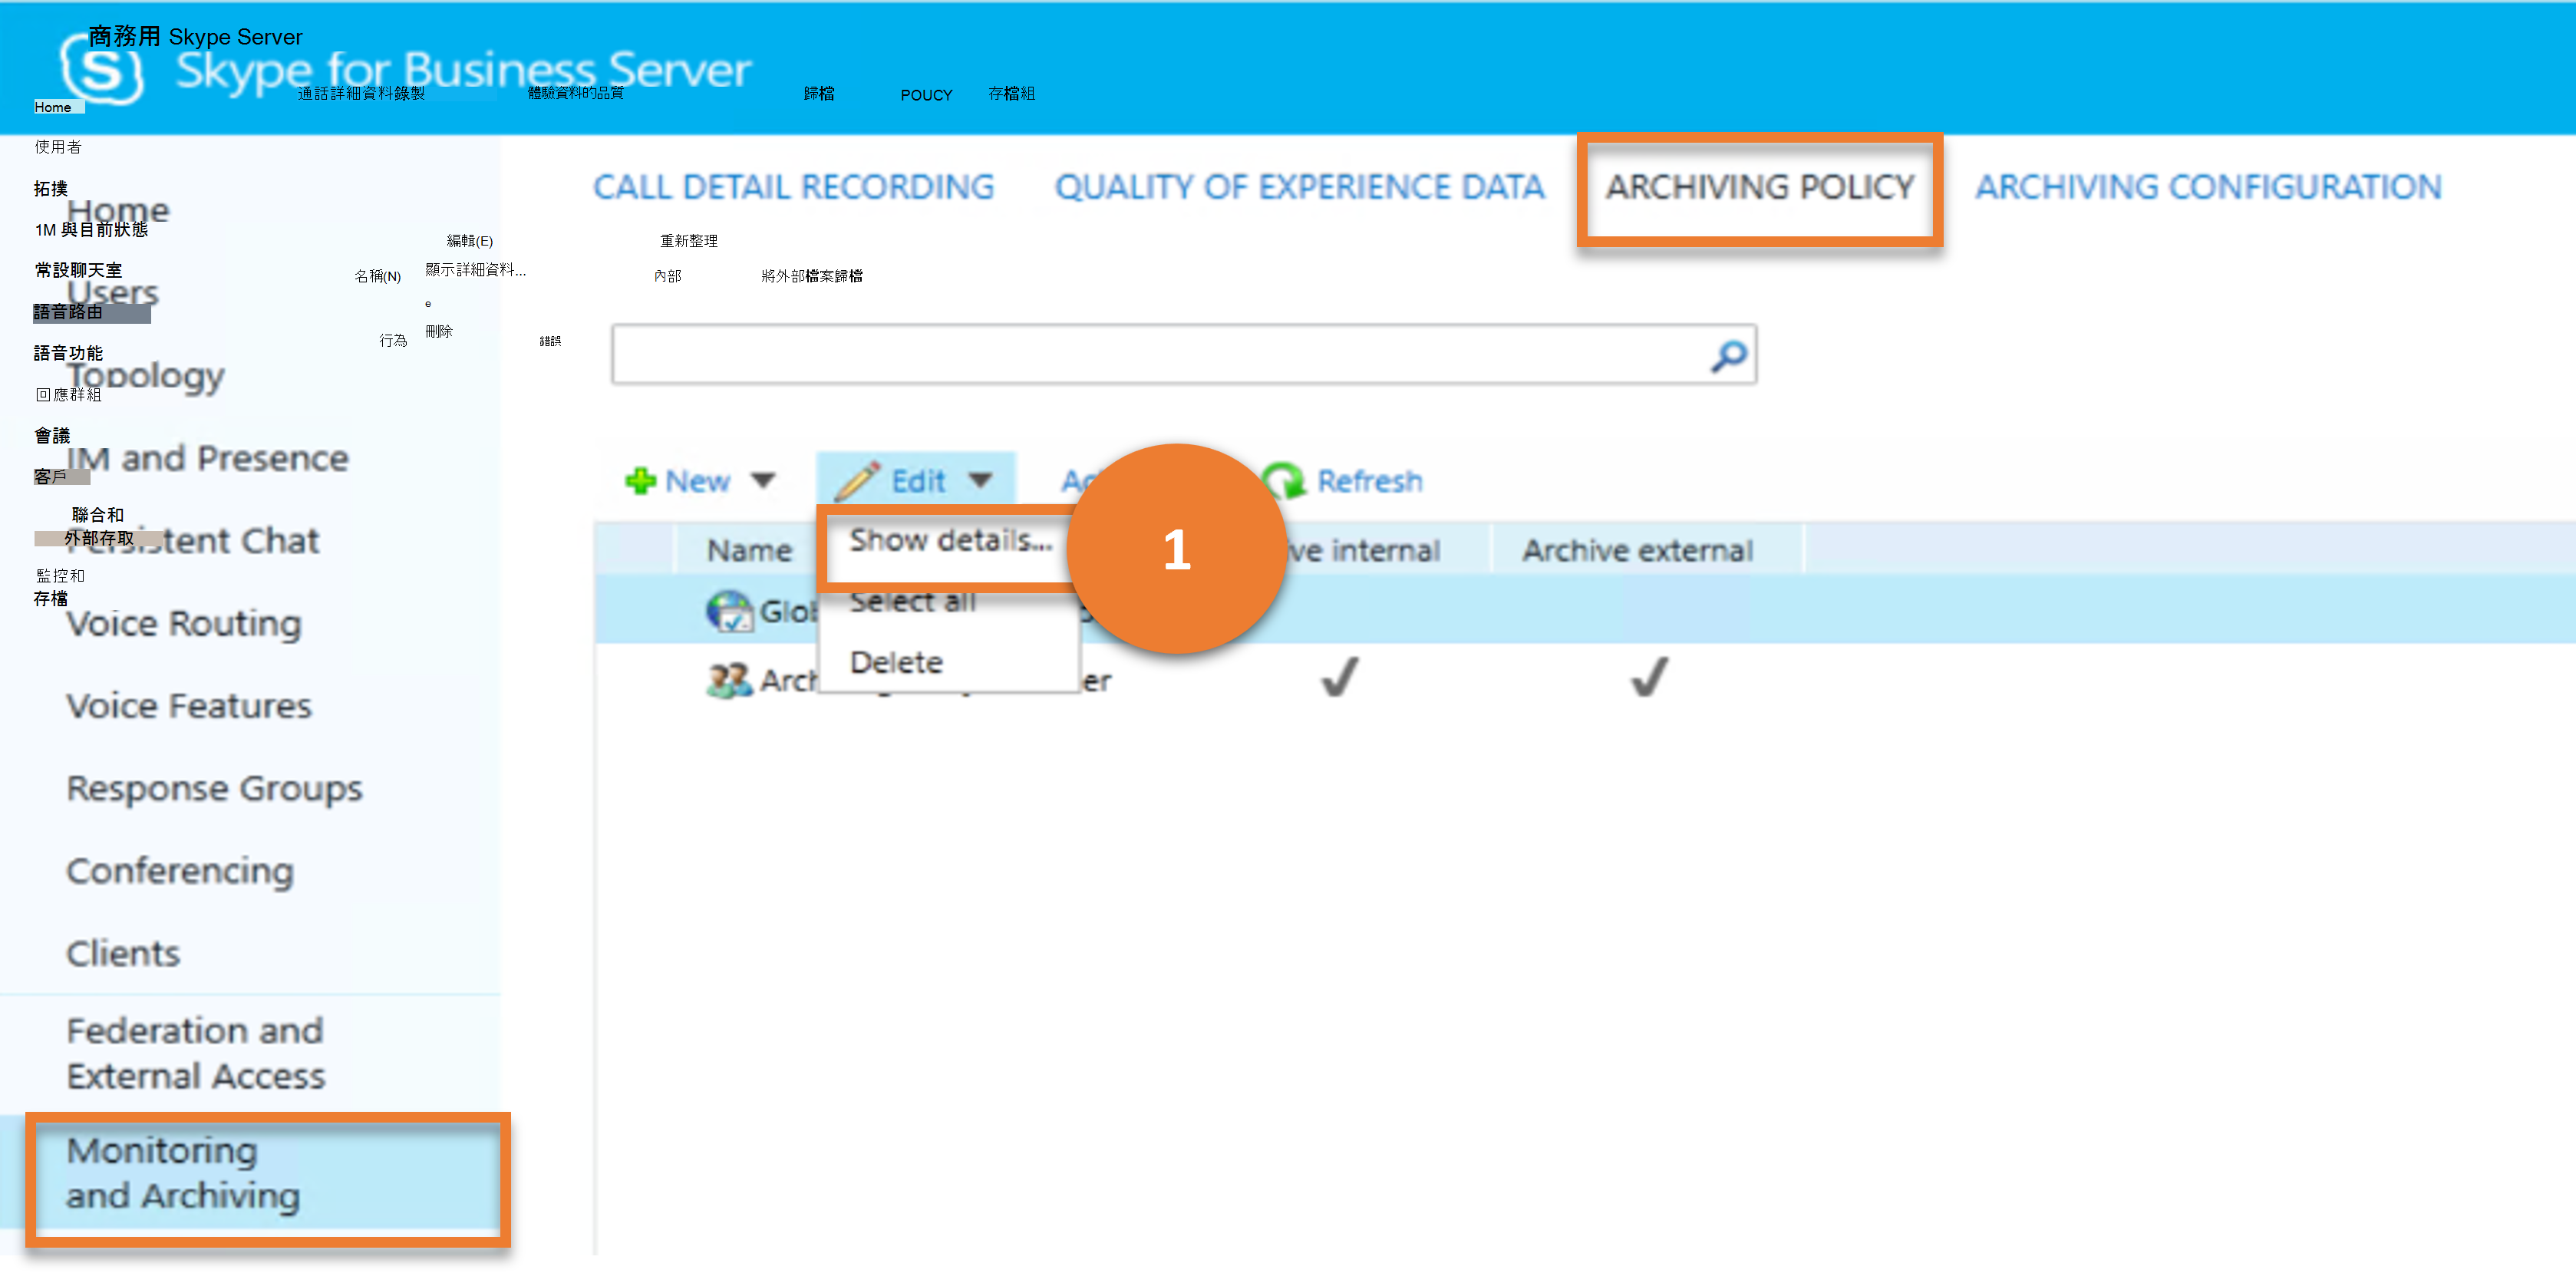 商務用 Skype Server
Skype for Business Server
Home
通話詳細資料錄製
體驗資料的品質
歸檔
POUCY
存檔組
使用者
拓撲
Home
1M 與目前狀態
常設聊天室
Users
語音路由
語音功能
Topology
回應群組
會議
IM and Presence
客戶
聯合和
外部存取
Persistent Chat
監控和
存檔
Voice Routing
Voice Features
Response Groups
Conferencing
Clients
Federation and
External Access
Monitoring
and Archiving
CALL DETAIL RECORDING
QUALITY OF EXPERIENCE DATA
ARCHIVING POLICY
ARCHIVING CONFIGURATION
編輯(E)
重新整理
名稱(N)
顯示詳細資料...
內部
將外部檔案歸檔
e
刪除
行為
錯誤
New
Edit
Refresh
Show details...
Select all
Delete
1
Name
Archive external